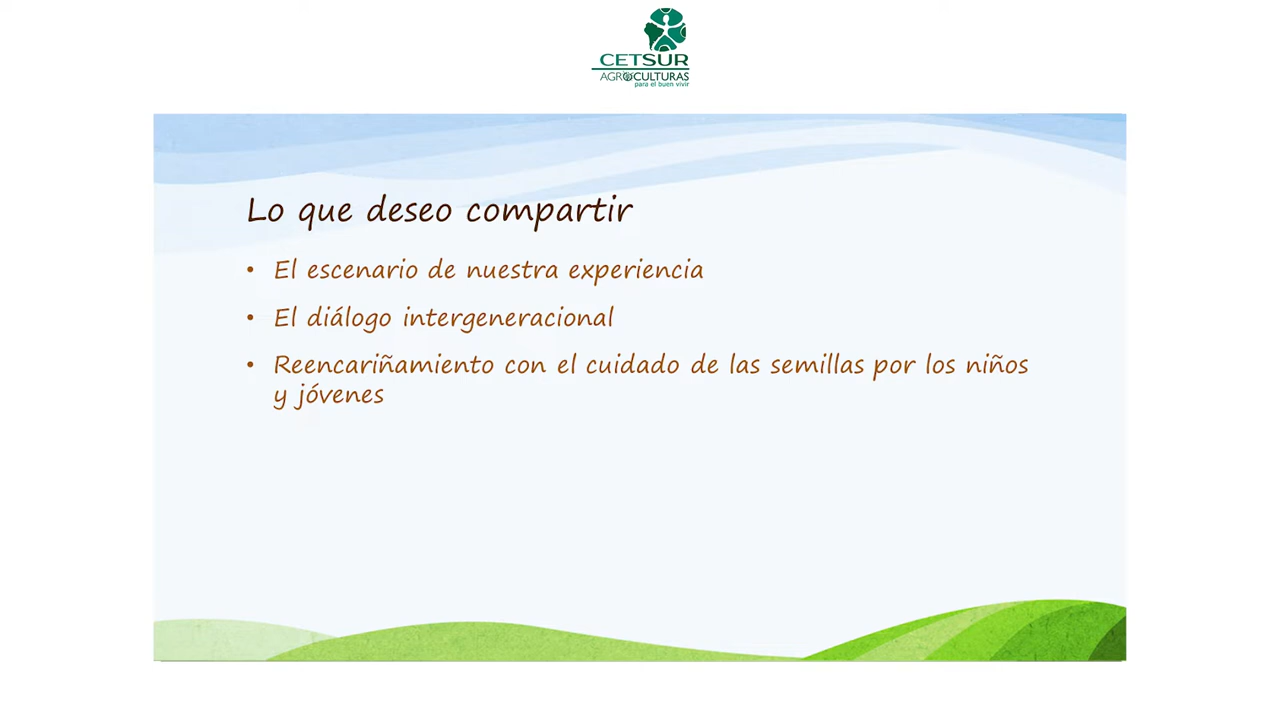 CETSUR
AGROCULTURAS
para el buen vivir
Lo que deseo compartir
• El escenario de nuestra experiencia
• El diálogo intergeneracional
• Reencariñamiento con el cuidado de las semillas por los niños
y jóvenes